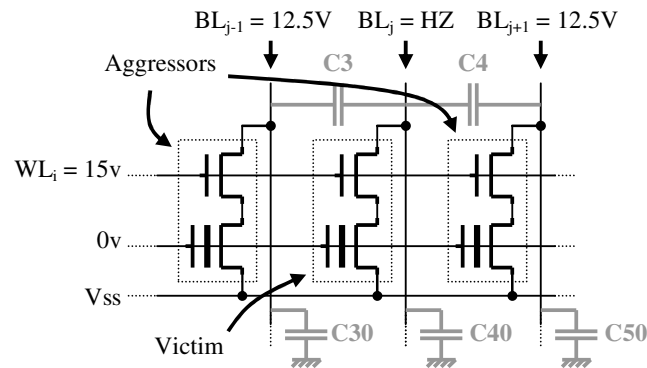 BLj-1 = 12.5V BLj = HZ BLj+1 = 12.5V
C3 C4
Aggressors
WLi = 15v
0v
VSS
C30 C40 C50
Victim